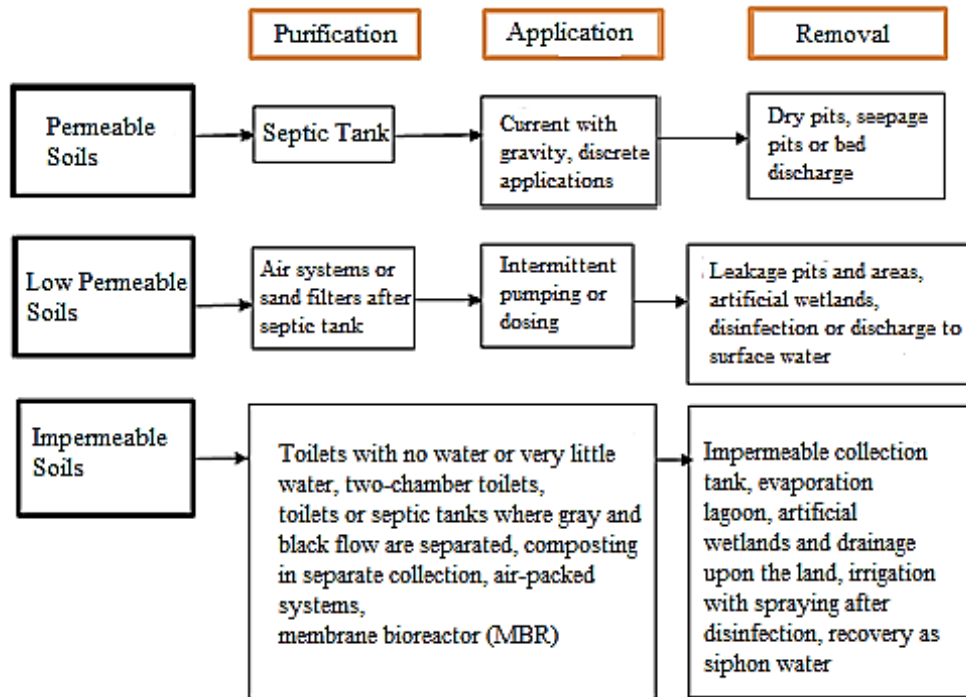 Purification
Application
Removal
Permeable
Soils
Septic Tank
Current with
gravity, discrete
applications
Dry pits, seepage
pits or bed
discharge
Low Permeable
Soils
Air systems or
sand filters after
septic tank
Intermittent
pumping or
dosing
Leakage pits and areas,
artificial wetlands,
disinfection or discharge to
surface water
Impermeable
Soils
Toilets with no water or very little
water, two-chamber toilets,
toilets or septic tanks where gray and
black flow are separated, composting
in separate collection, air-packed
systems,
membrane bioreactor (MBR)
Impermeable collection
tank, evaporation
lagoon, artificial
wetlands and drainage
upon the land, irrigation
with spraying after
disinfection, recovery as
siphon water